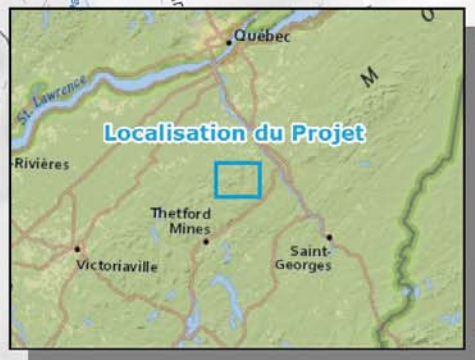 Québec
M O
St. Lawrence
Localisation du Projet
-Rivières
Thetford
Mines
Victoriaville
Saint-
Georges